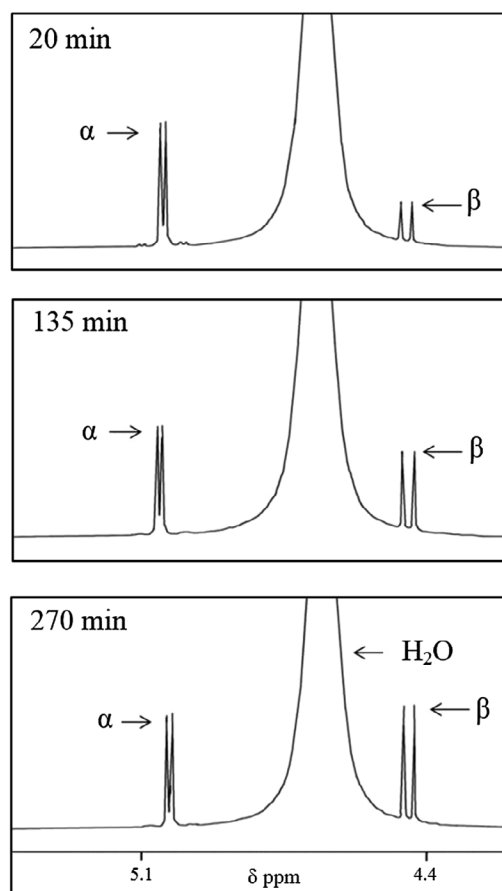 20 min
α →
← β
135 min
α →
← β
270 min
← H₂O
α →
← β
5.1 δ ppm 4.4